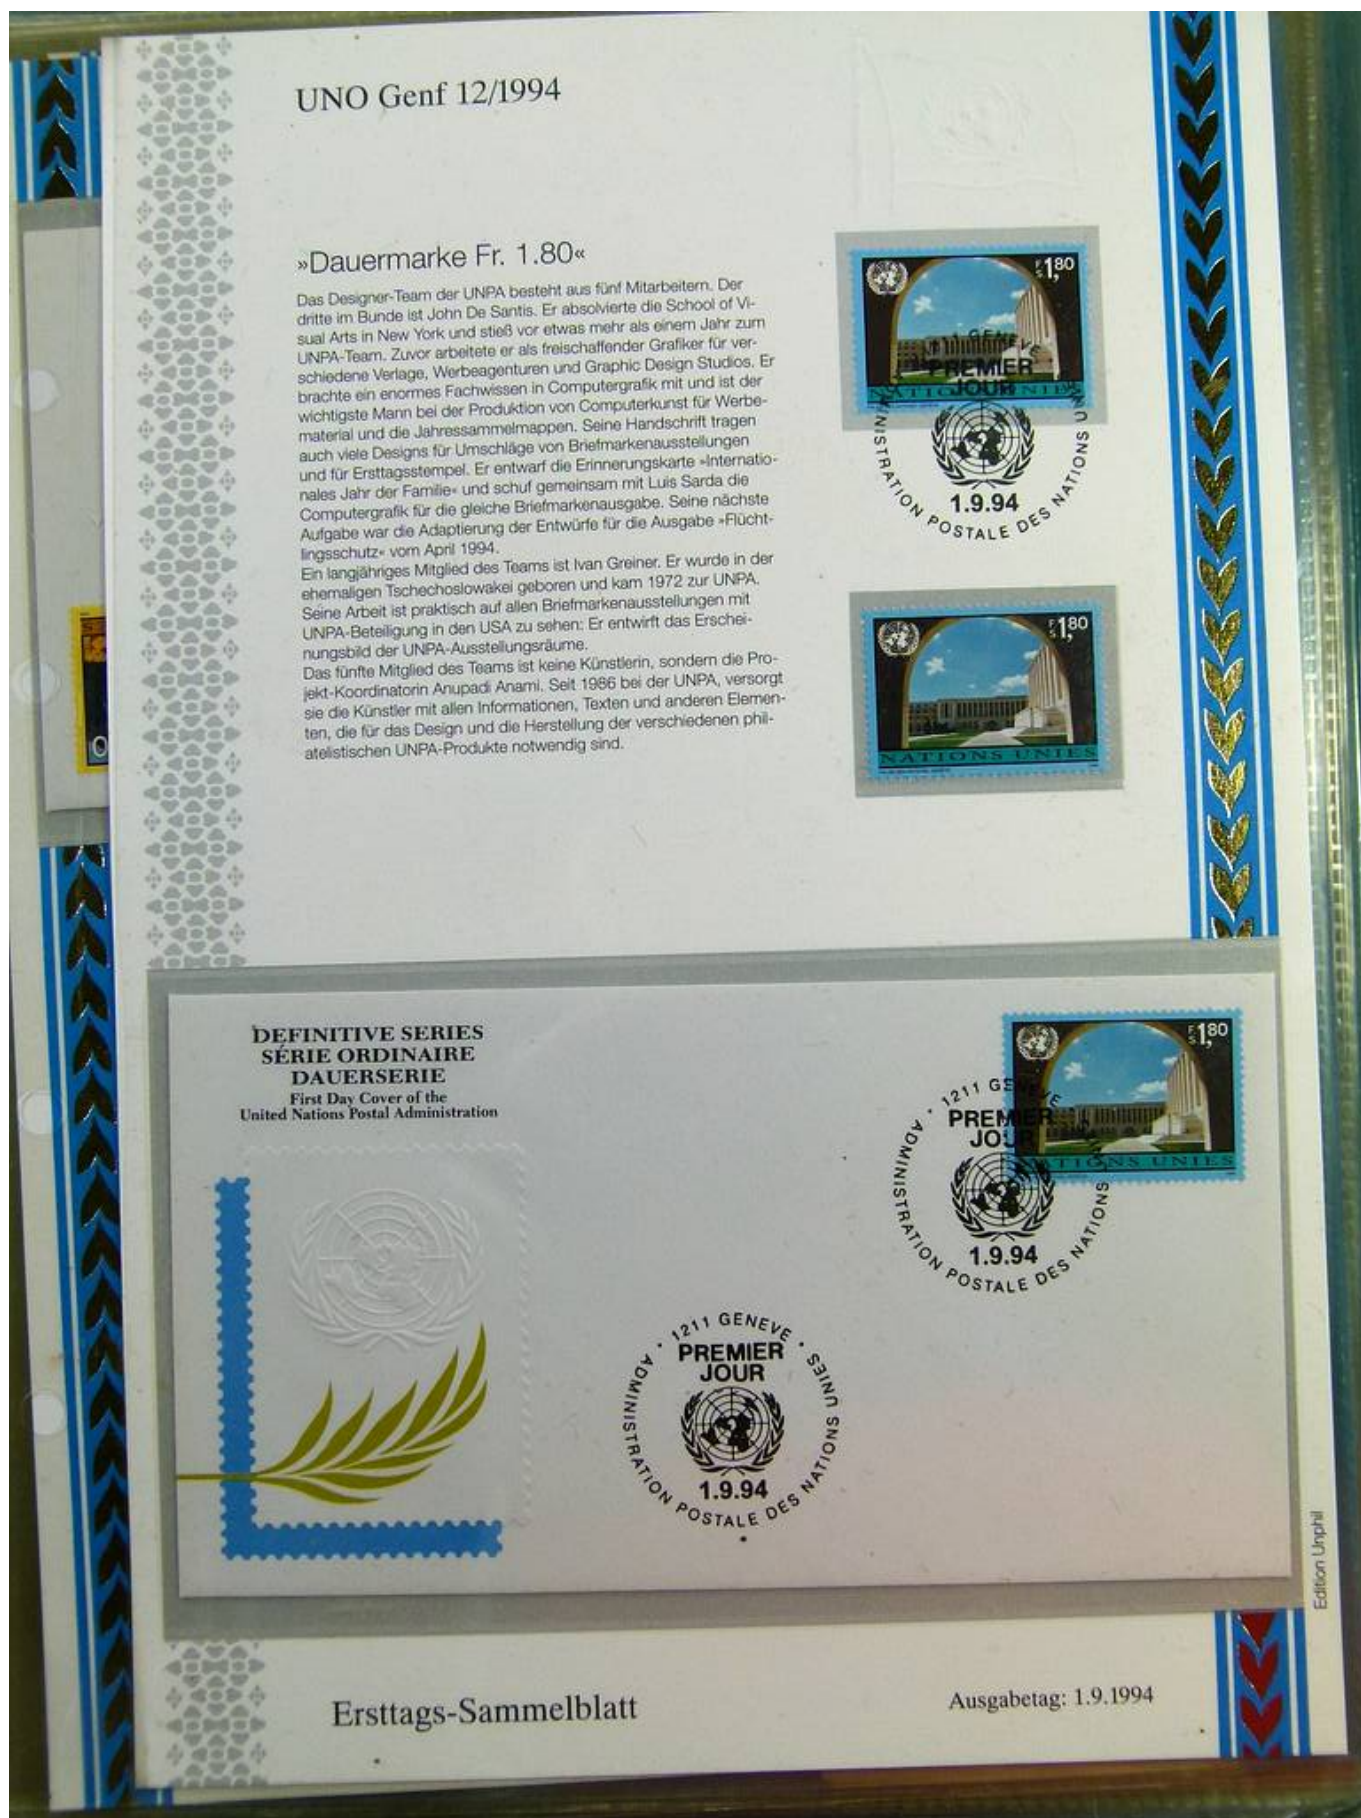 UNO Genf 12/1994
»Dauermarke Fr. 1.80«
Das Designer-Team der UNPA besteht aus fünf Mitarbeitern. Der
dritte im Bunde ist John De Santis. Er absolvierte die School of Vi-
sual Arts in New York und stieß vor etwas mehr als einem Jahr zum
UNPA-Team. Zuvor arbeitete er als freischaffender Grafiker für ver-
schiedene Verlage, Werbeagenturen und Graphic Design Studios. Er
brachte ein enormes Fachwissen in Computergrafik mit und ist der
wichtigste Mann bei der Produktion von Computerkunst für Werbe-
material und die Jahressammelmappen. Seine Handschrift tragen
auch viele Designs für Umschläge von Briefmarkenausstellungen
und für Ersttagsstempel. Er entwarf die Erinnerungskarte »Internatio-
nales Jahr der Familie« und schuf gemeinsam mit Luis Sarda die
Computergrafik für die gleiche Briefmarkenausgabe. Seine nächste
Aufgabe war die Adaptierung der Entwürfe für die Ausgabe »Flücht-
lingsschutz« vom April 1994.
Ein langjähriges Mitglied des Teams ist Ivan Greiner. Er wurde in der
ehemaligen Tschechoslowakei geboren und kam 1972 zur UNPA.
Seine Arbeit ist praktisch auf allen Briefmarkenausstellungen mit
UNPA-Beteiligung in den USA zu sehen: Er entwirft das Erschei-
nungsbild der UNPA-Ausstellungsräume.
Das fünfte Mitglied des Teams ist keine Künstlerin, sondern die Pro-
jekt-Koordinatorin Anupadi Anami. Seit 1986 bei der UNPA, versorgt
sie die Künstler mit allen Informationen, Texten und anderen Elemen-
ten, die für das Design und die Herstellung der verschiedenen phil-
atelistischen UNPA-Produkte notwendig sind.
FS 1,80
NATIONS UNIES
1211 GENEVE
PREMIER
JOUR
1.9.94
ADMINISTRATION POSTALE DES NATIONS UNIES
FS 1,80
NATIONS UNIES
DEFINITIVE SERIES
SÉRIE ORDINAIRE
DAUERSERIE
First Day Cover of the
United Nations Postal Administration
FS 1,80
NATIONS UNIES
1211 GENEVE
PREMIER
JOUR
1.9.94
ADMINISTRATION POSTALE DES NATIONS
1211 GENEVE
PREMIER
JOUR
1.9.94
ADMINISTRATION POSTALE DES NATIONS UNIES
Edition Unphil
Ersttags-Sammelblatt
Ausgabetag: 1.9.1994